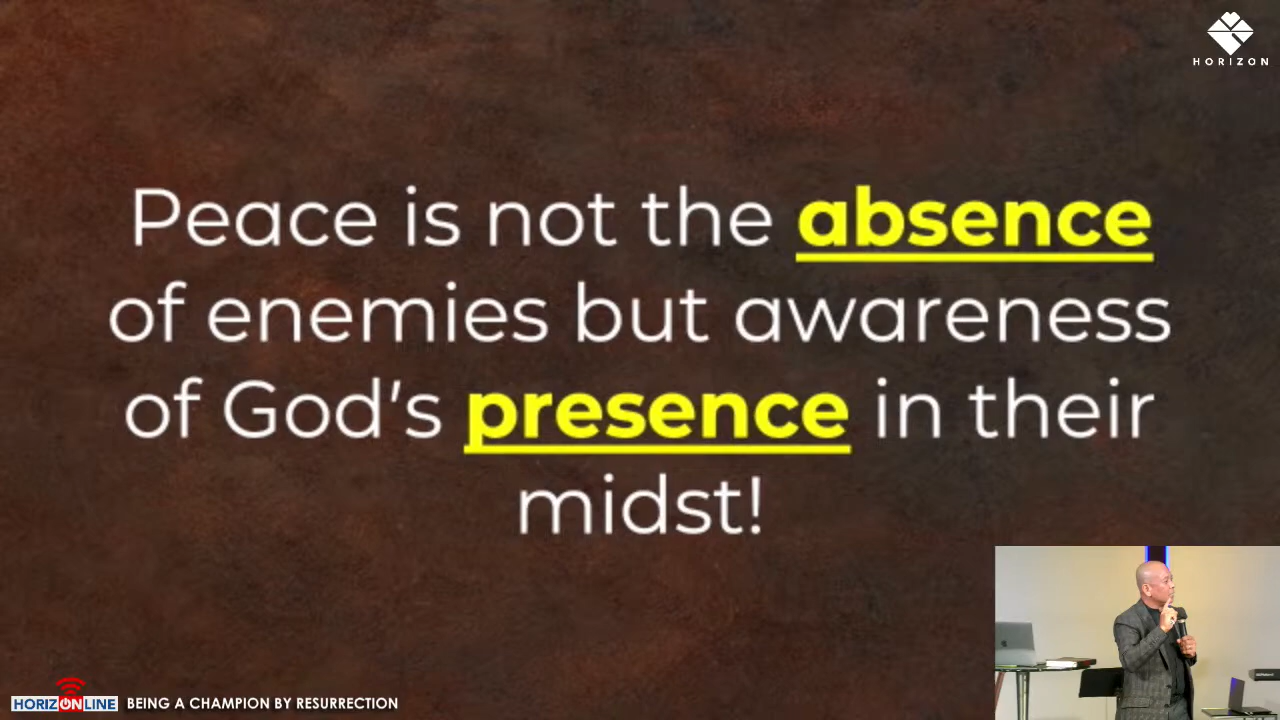 HORIZON
Peace is not the absence
of enemies but awareness
of God's presence in their
midst!
HORIZONLINE BEING A CHAMPION BY RESURRECTION